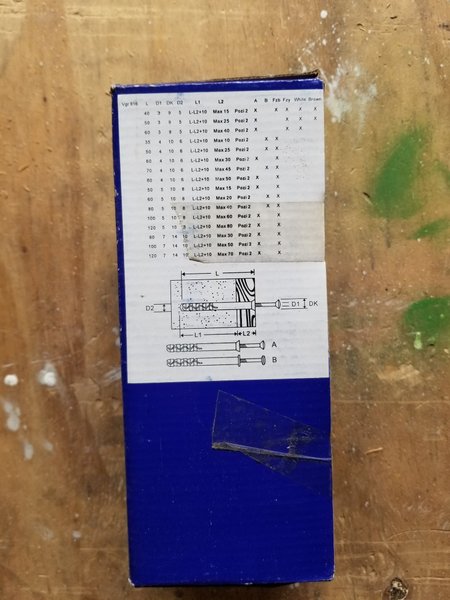 L D1 DK D2 L1 L2 A B Fzb Fzy White Brown
40 3 9 5 L-L2+10 Max 15 Pozi 2 X X X X X
50 3 9 5 L-L2+10 Max 25 Pozi 2 X X X X X
60 3 9 5 L-L2+10 Max 40 Pozi 2 X X X
35 4 10 6 L-L2+10 Max 10 Pozi 2 X X
50 4 10 6 L-L2+10 Max 25 Pozi 2 X X
60 4 10 6 L-L2+10 Max 30 Pozi 2 X X
70 4 10 6 L-L2+10 Max 45 Pozi 2 X X
60 4 10 6 L-L2+10 Max 50 Pozi 2 X X
50 5 10 8 L-L2+10 Max 15 Pozi 2 X X
60 5 10 8 L-L2+10 Max 20 Pozi 2 X X
80 5 10 8 L-L2+10 Max 40 Pozi 2 X X
100 5 10 8 L-L2+10 Max 60 Pozi 2 X X
120 5 10 L-L2+10 Max 80 Pozi 2 X X
80 7 14 10 L-L2+10 Max 30 Pozi 2 X X
100 7 14 10 L-L2+10 Max 50 Pozi X X
120 7 14 10 L-L2+10 Max 70 Pozi 2 X X
L
D2 D1 DK
L1 L2
A
B